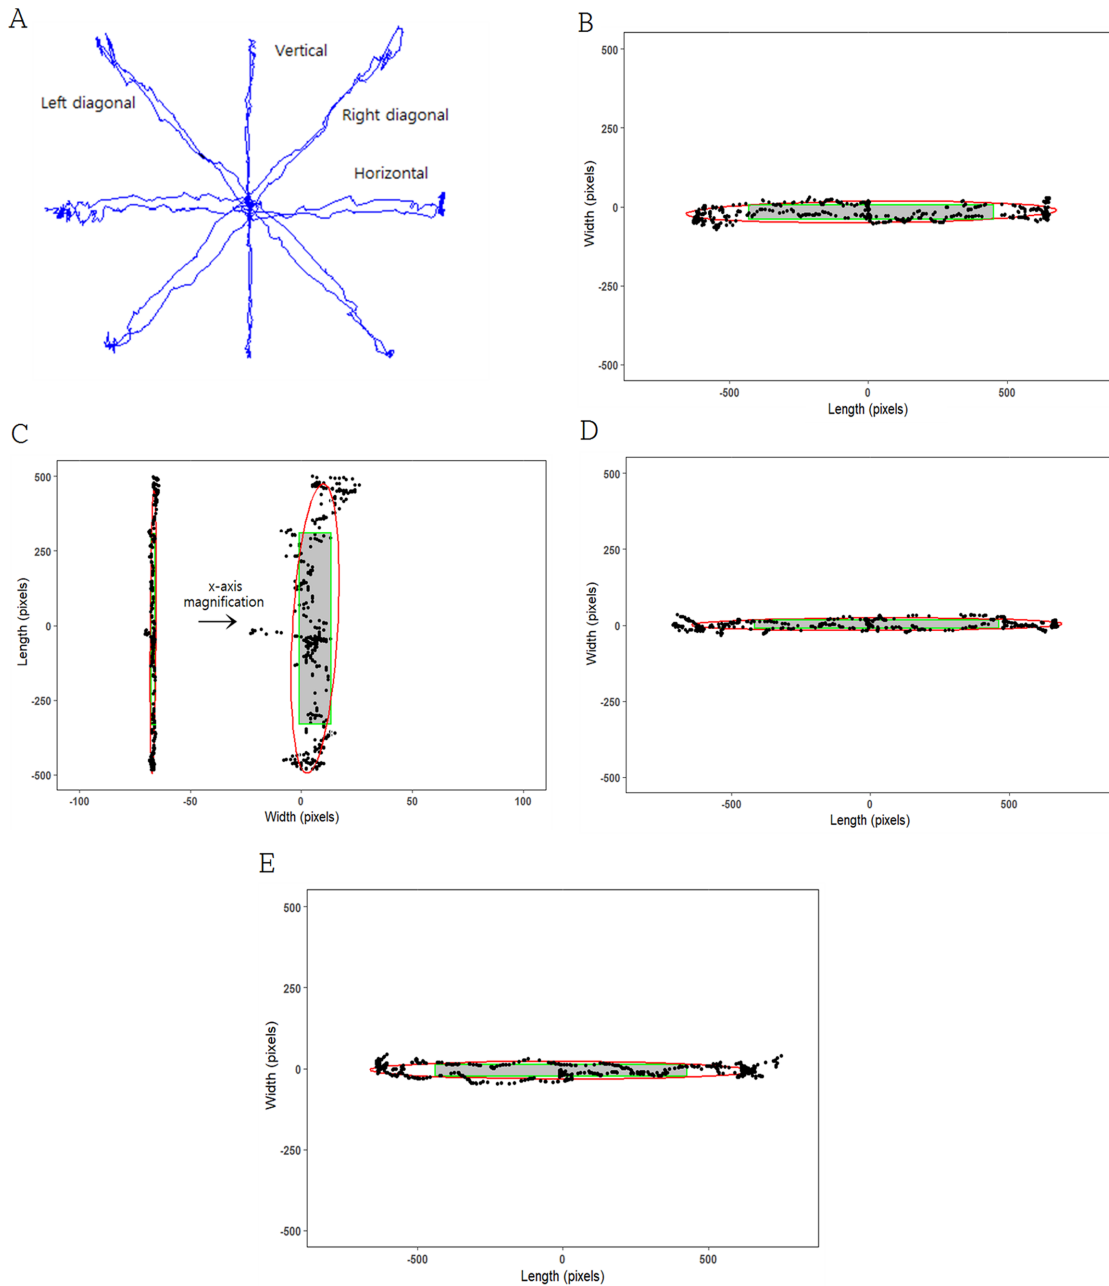 A
Vertical
Left diagonal
Right diagonal
Horizontal
B
500
250
0
-250
-500
Width (pixels)
-500 0 500
Length (pixels)
C
500
250
0
-250
-500
Length (pixels)
x-axis
magnification
-100 -50 0 50 100
Width (pixels)
D
500
250
0
-250
-500
Width (pixels)
-500 0 500
Length (pixels)
E
500
250
0
-250
-500
Width (pixels)
-500 0 500
Length (pixels)